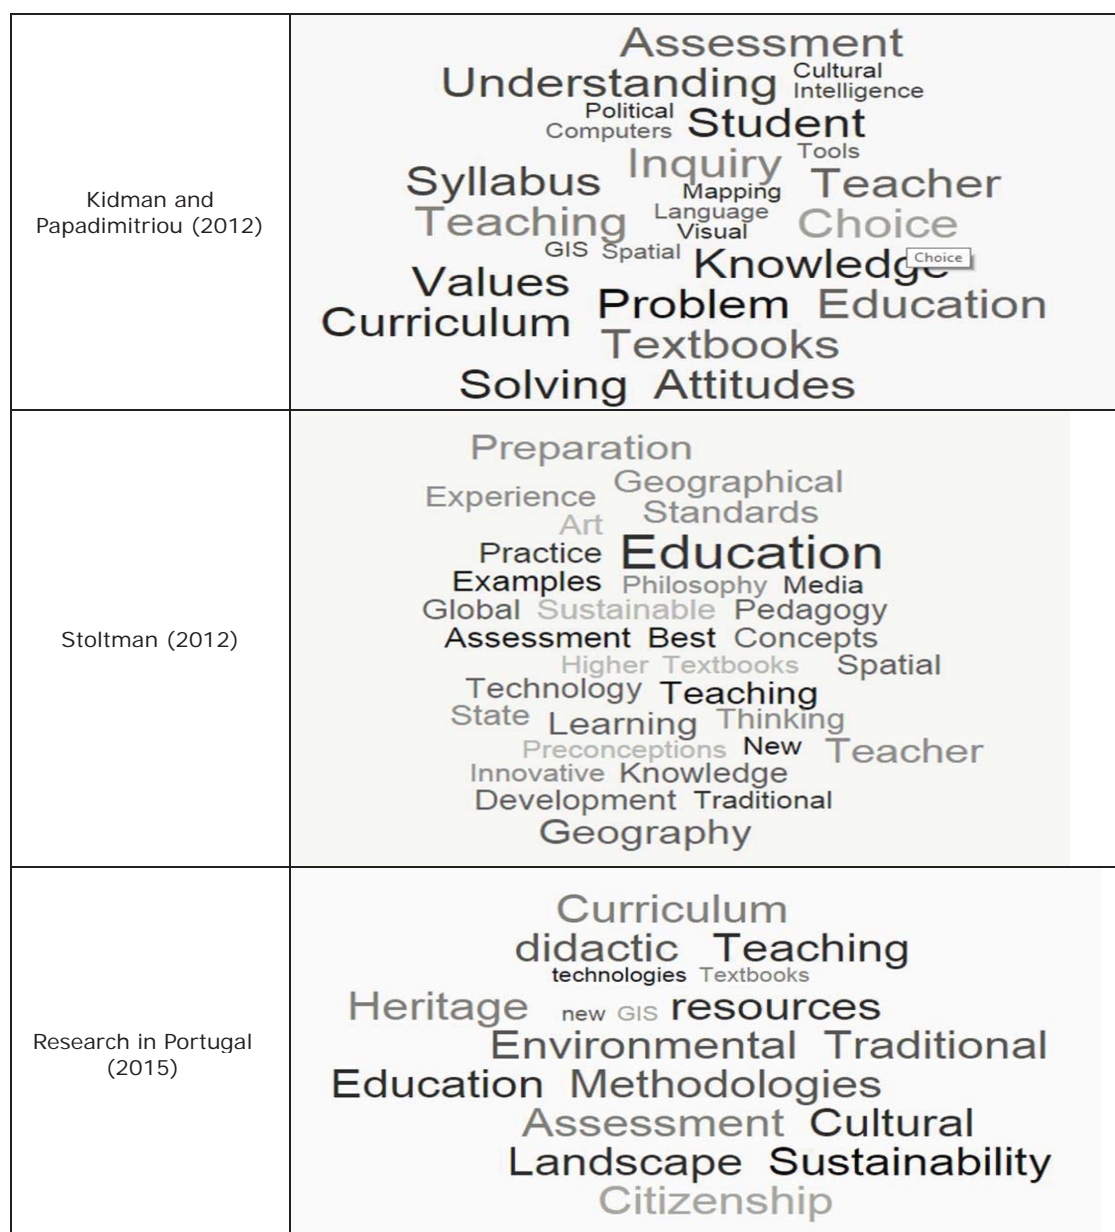 Kidman and
Papadimitriou (2012)
Assessment
Understanding Cultural
Intelligence
Political
Computers Student
Inquiry Tools
Syllabus Mapping Teacher
Teaching Language Choice
Visual
GIS Spatial Knowledge Choice
Values
Problem Education
Curriculum
Textbooks
Solving Attitudes
Stoltman (2012)
Preparation
Geographical
Experience
Standards
Art
Practice Education
Examples Philosophy Media
Global Sustainable Pedagogy
Assessment Best Concepts
Higher Textbooks Spatial
Technology Teaching
State Learning Thinking
Preconceptions New Teacher
Innovative Knowledge
Development Traditional
Geography
Research in Portugal
(2015)
Curriculum
didactic Teaching
technologies Textbooks
Heritage new GIS resources
Environmental Traditional
Education Methodologies
Assessment Cultural
Landscape Sustainability
Citizenship